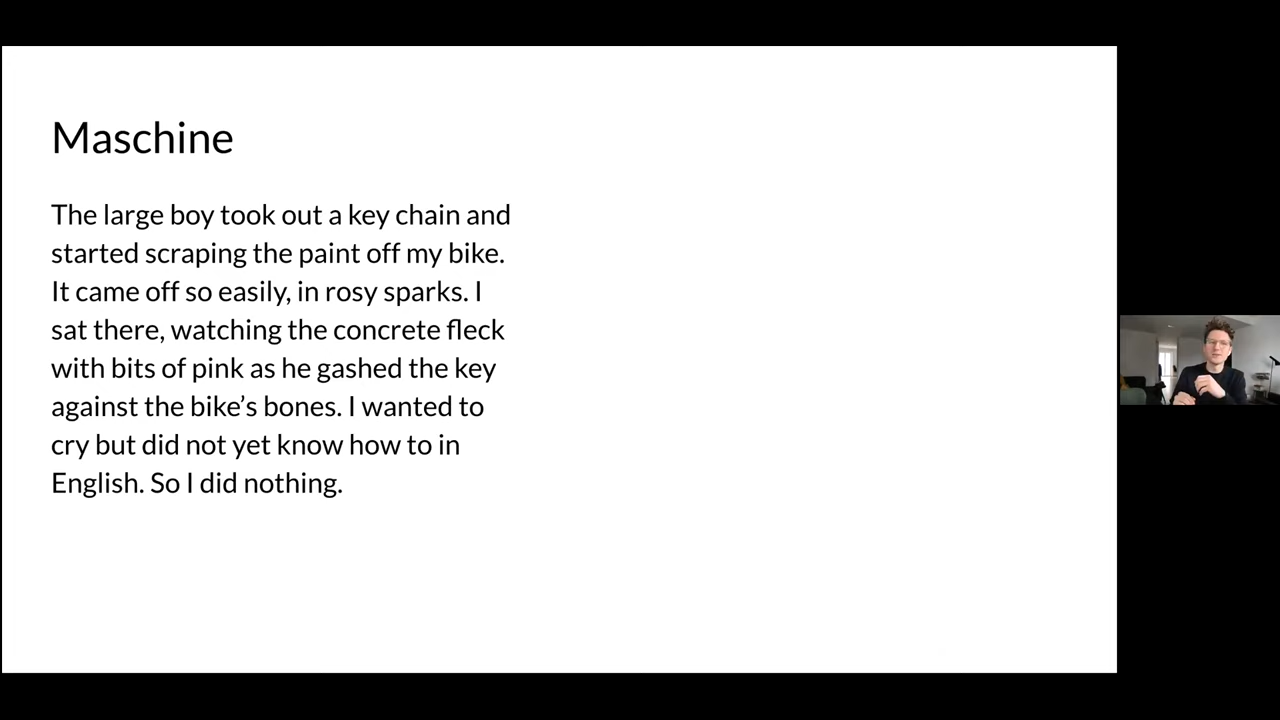 Maschine
The large boy took out a key chain and
started scraping the paint off my bike.
It came off so easily, in rosy sparks. I
sat there, watching the concrete fleck
with bits of pink as he gashed the key
against the bike’s bones. I wanted to
cry but did not yet know how to in
English. So I did nothing.